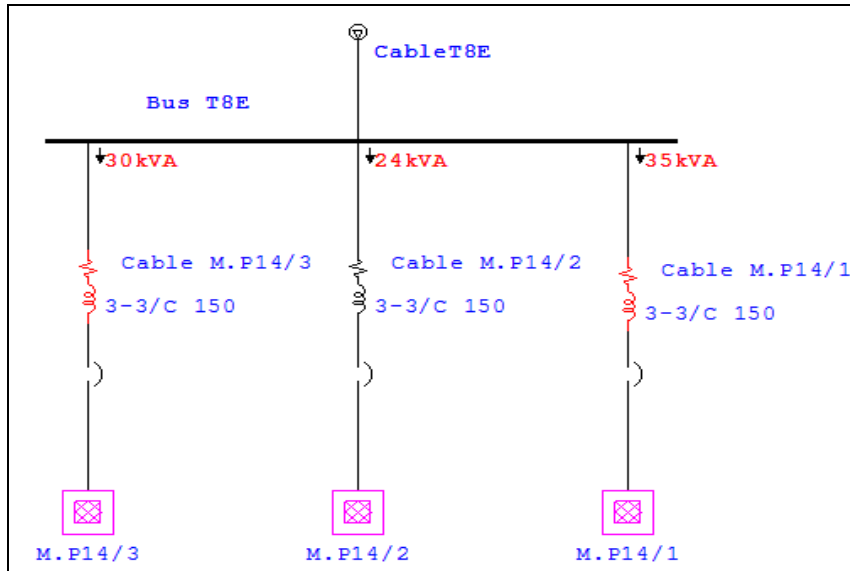 CableT8E
Bus T8E
30kVA 24kVA 35kVA
Cable M.P14/3 Cable M.P14/2 Cable M.P14/1
3-3/C 150 3-3/C 150 3-3/C 150
M.P14/3 M.P14/2 M.P14/1